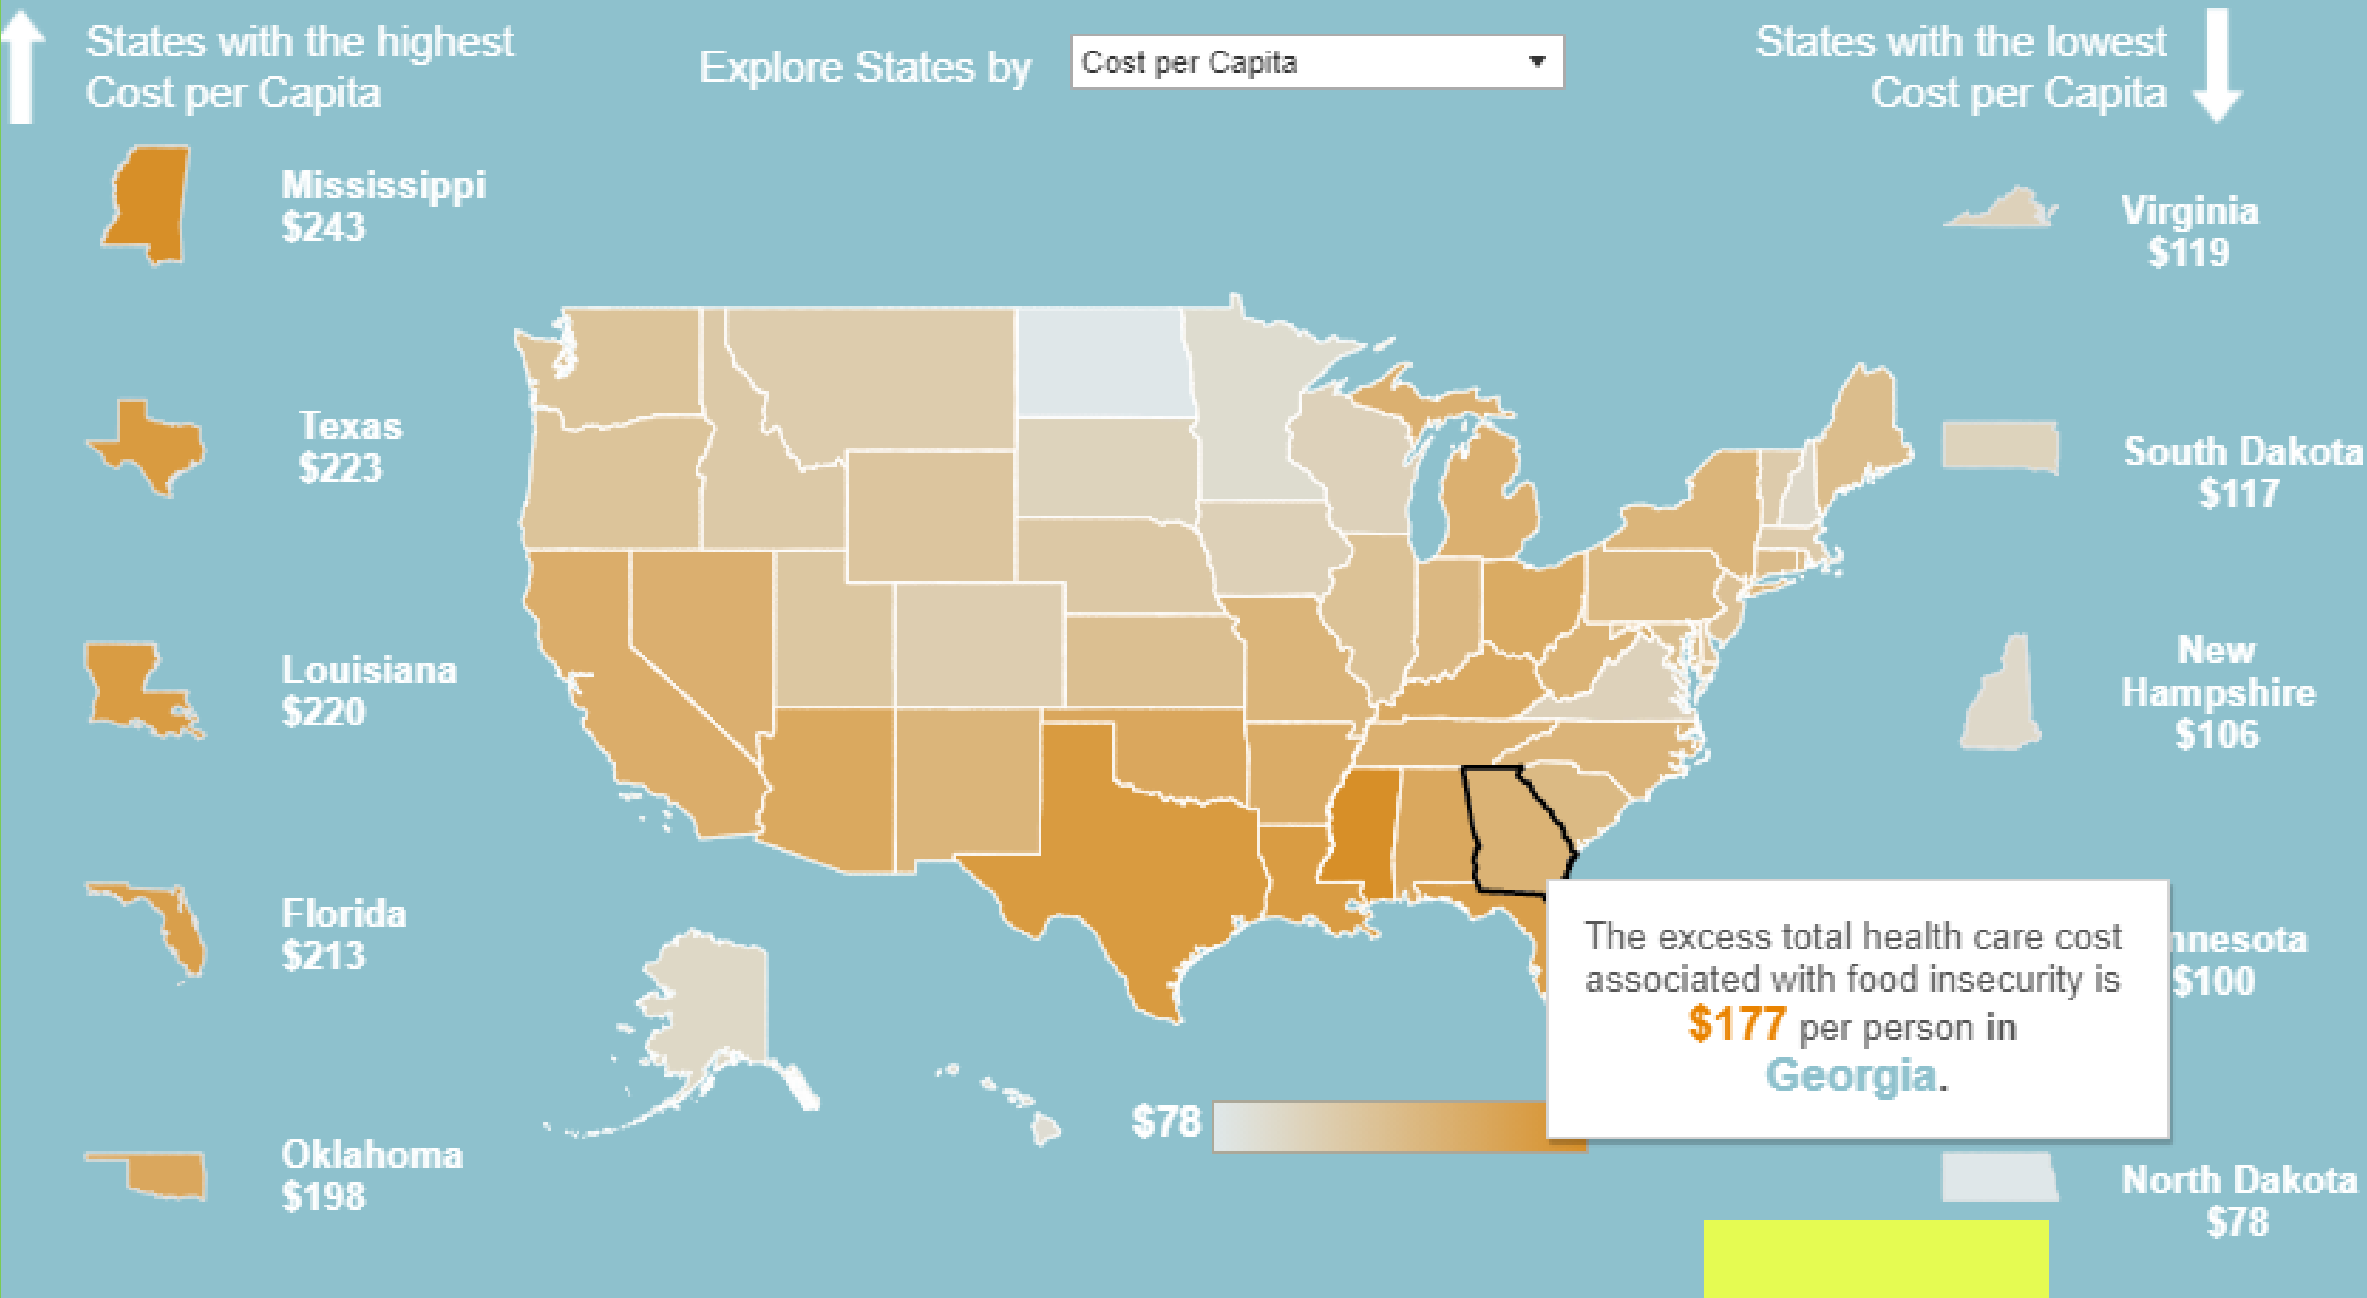 States with the highest
Cost per Capita
Explore States by
Cost per Capita
States with the lowest
Cost per Capita
Mississippi
$243
Texas
$223
Louisiana
$220
Florida
$213
Oklahoma
$198
Virginia
$119
South Dakota
$117
New
Hampshire
$106
nnesota
$100
North Dakota
$78
The excess total health care cost
associated with food insecurity is
$177 per person in
Georgia.
$78